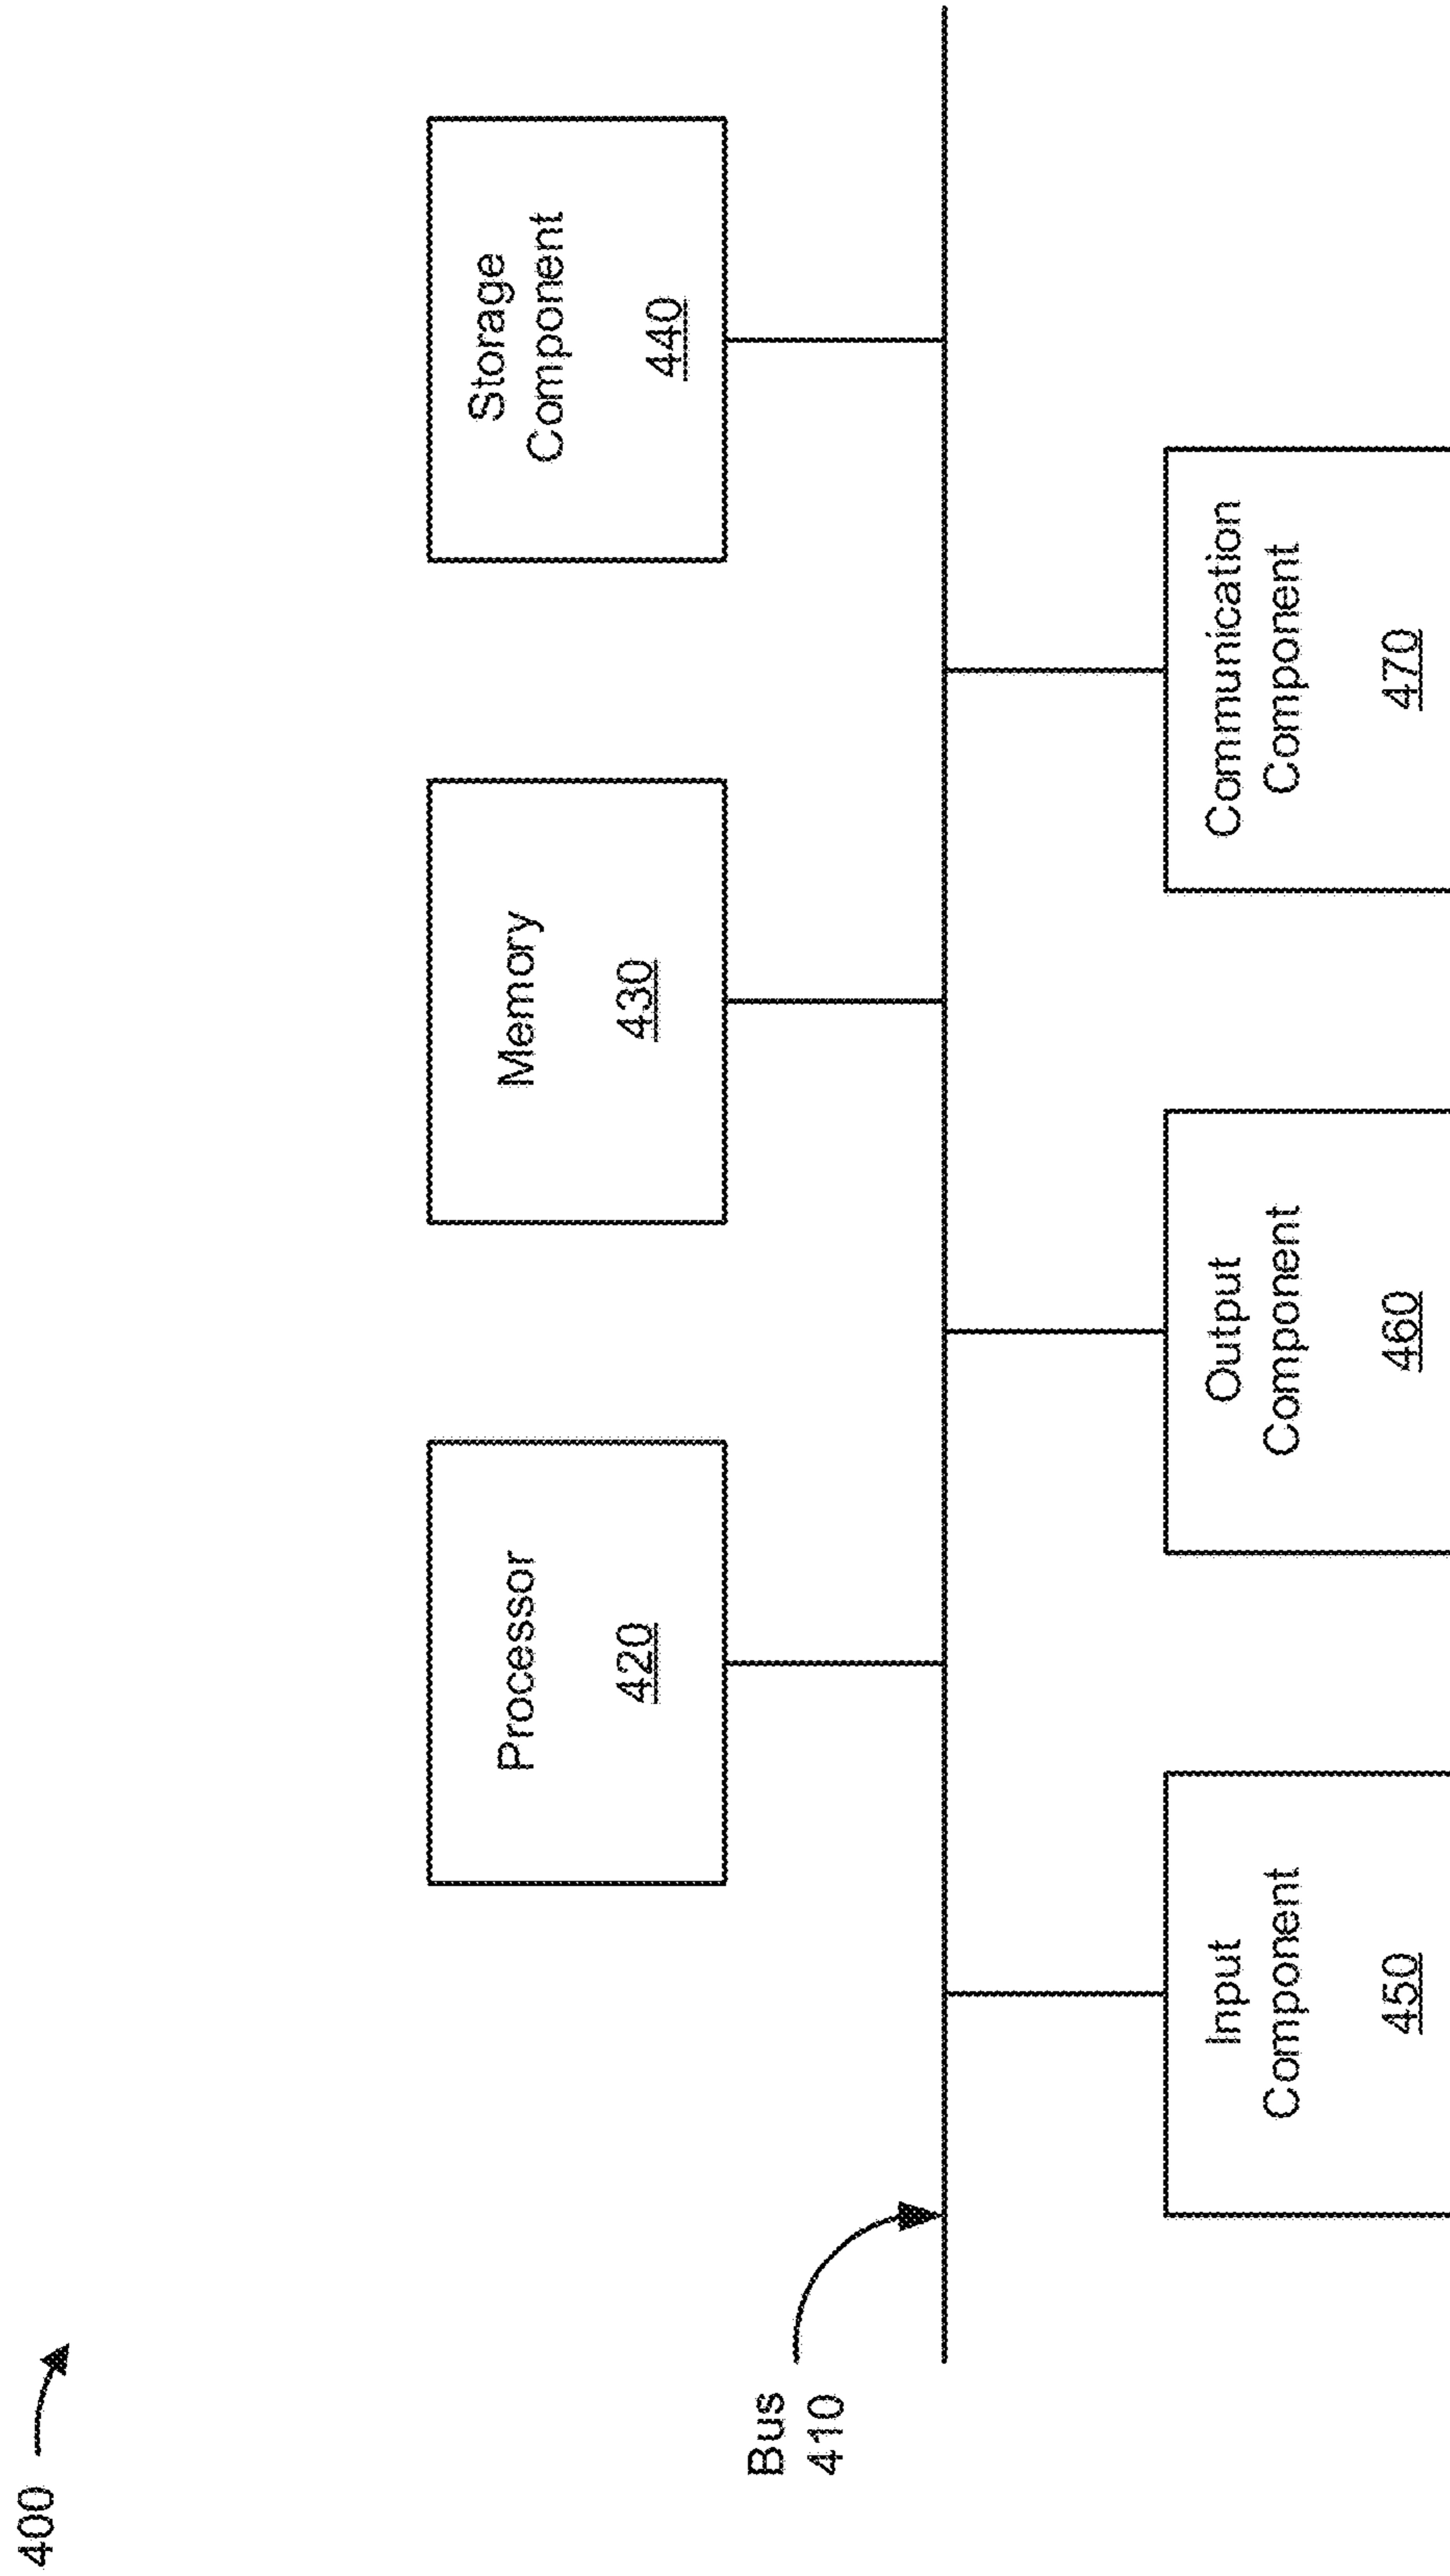 400
Processor
420
Memory
430
Storage
Component
440
Bus
410
Input
Component
450
Output
Component
460
Communication
Component
470